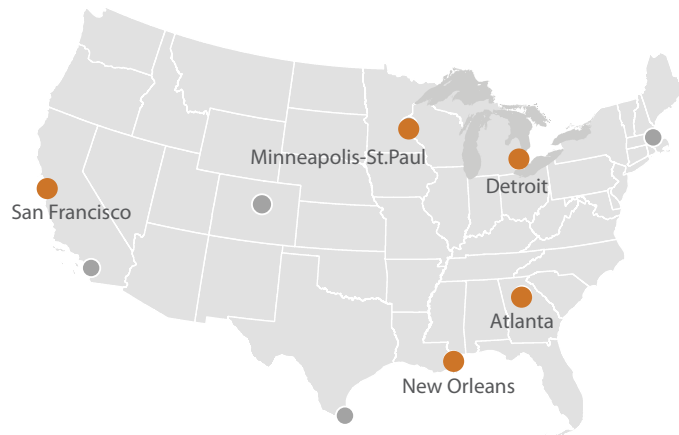 Minneapolis-St.Paul
Detroit
San Francisco
Atlanta
New Orleans